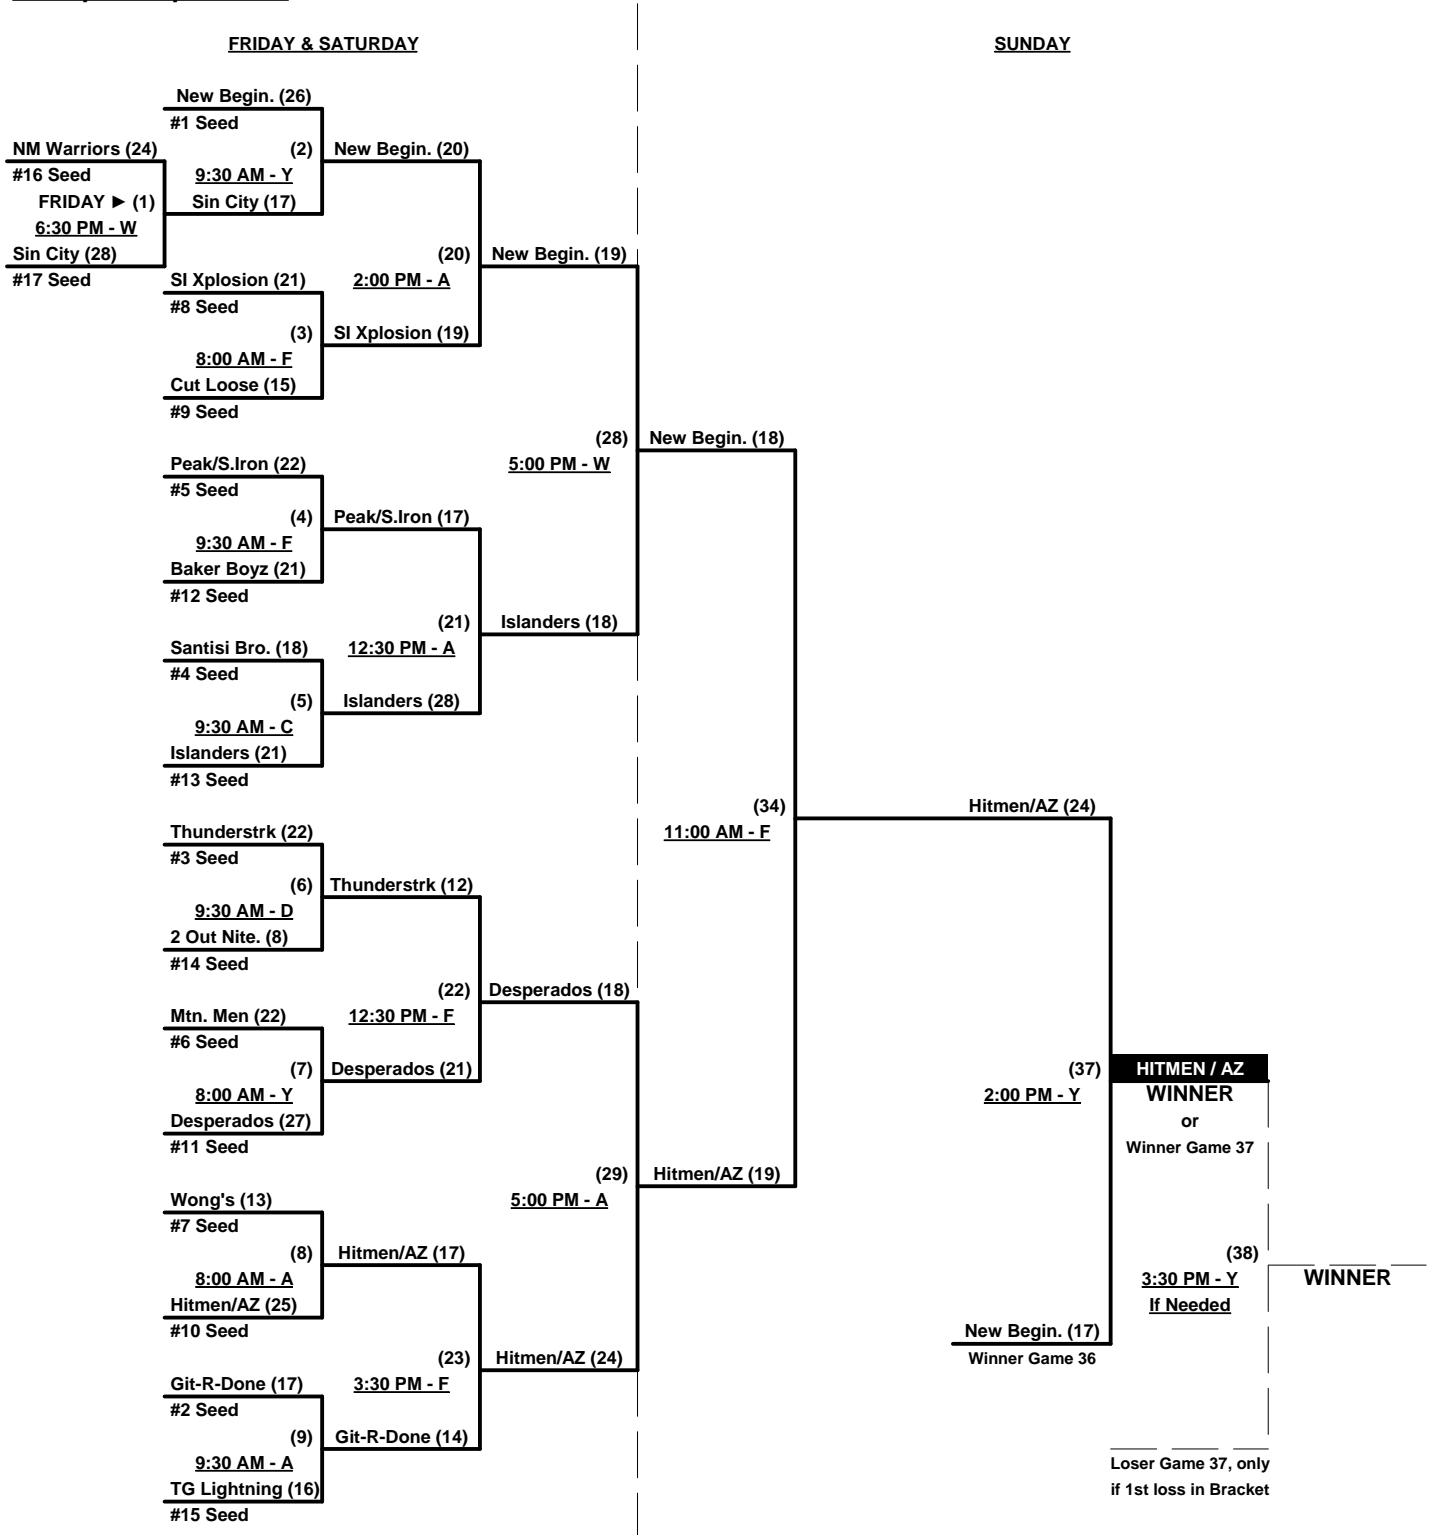 FRIDAY & SATURDAY
SUNDAY
New Begin. (26)
#1 Seed
NM Warriors (24)
(2)
New Begin. (20)
#16 Seed
9:30 AM - Y
FRIDAY ► (1)
Sin City (17)
6:30 PM - W
Sin City (28)
(20)
New Begin. (19)
#17 Seed
SI Xplosion (21)
2:00 PM - A
#8 Seed
(3)
SI Xplosion (19)
8:00 AM - F
Cut Loose (15)
#9 Seed
(28)
New Begin. (18)
Peak/S.Iron (22)
5:00 PM - W
#5 Seed
(4)
Peak/S.Iron (17)
9:30 AM - F
Baker Boyz (21)
#12 Seed
(21)
Islanders (18)
Santisi Bro. (18)
12:30 PM - A
#4 Seed
(5)
Islanders (28)
9:30 AM - C
Islanders (21)
#13 Seed
(34)
Hitmen/AZ (24)
Thunderstrk (22)
11:00 AM - F
#3 Seed
(6)
Thunderstrk (12)
9:30 AM - D
2 Out Nite. (8)
#14 Seed
(22)
Desperados (18)
Mtn. Men (22)
12:30 PM - F
#6 Seed
(7)
Desperados (21)
(37)
HITMEN / AZ
8:00 AM - Y
2:00 PM - Y
WINNER
Desperados (27)
or
#11 Seed
Winner Game 37
(29)
Hitmen/AZ (19)
Wong's (13)
5:00 PM - A
#7 Seed
(8)
Hitmen/AZ (17)
(38)
8:00 AM - A
3:30 PM - Y
WINNER
Hitmen/AZ (25)
If Needed
#10 Seed
New Begin. (17)
(23)
Hitmen/AZ (24)
Winner Game 36
Git-R-Done (17)
3:30 PM - F
#2 Seed
(9)
Git-R-Done (14)
9:30 AM - A
Loser Game 37, only
TG Lightning (16)
if 1st loss in Bracket
#15 Seed